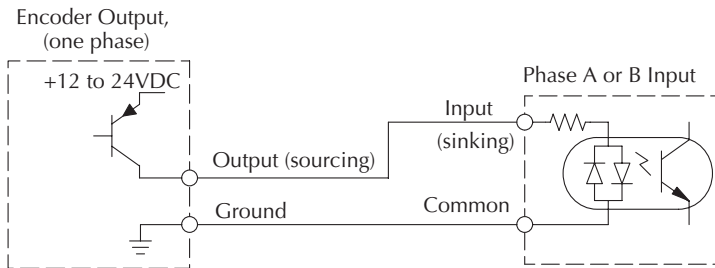 Encoder Output,
(one phase)
+12 to 24VDC
Phase A or B Input
Input
(sinking)
Output (sourcing)
Ground
Common